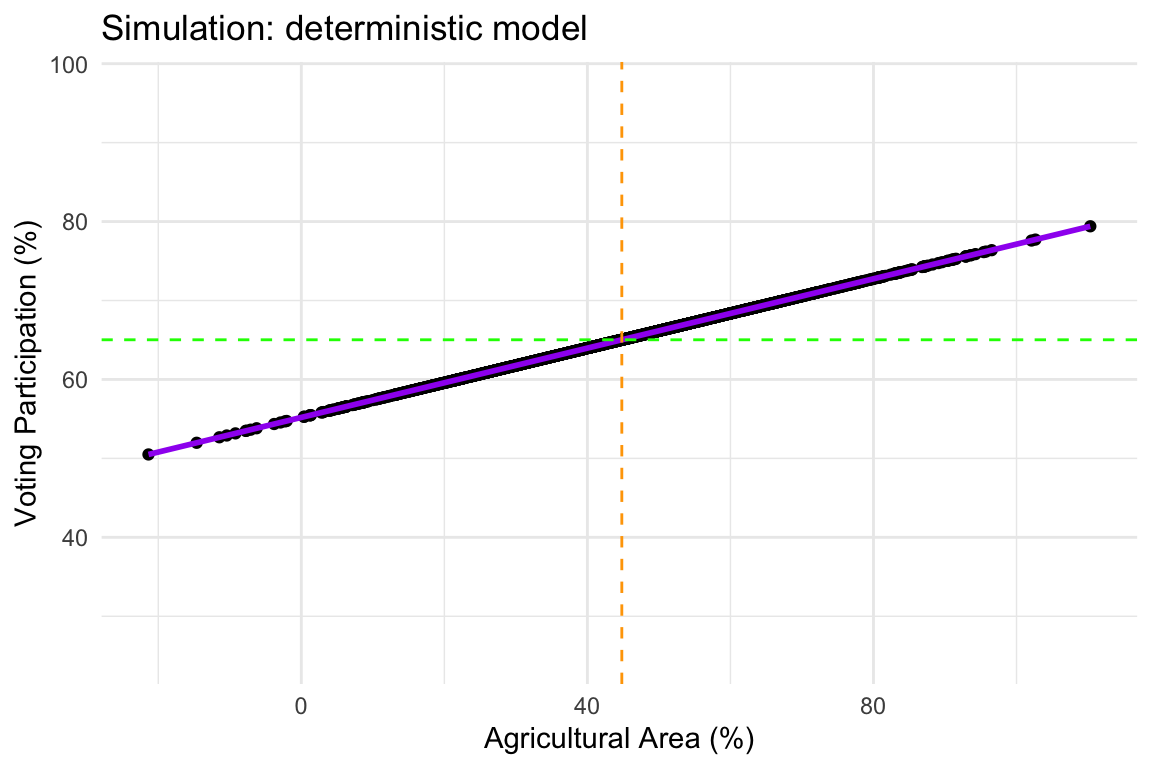 Simulation: deterministic model
100
80
60
40
Voting Participation (%)
0
40
80
Agricultural Area (%)